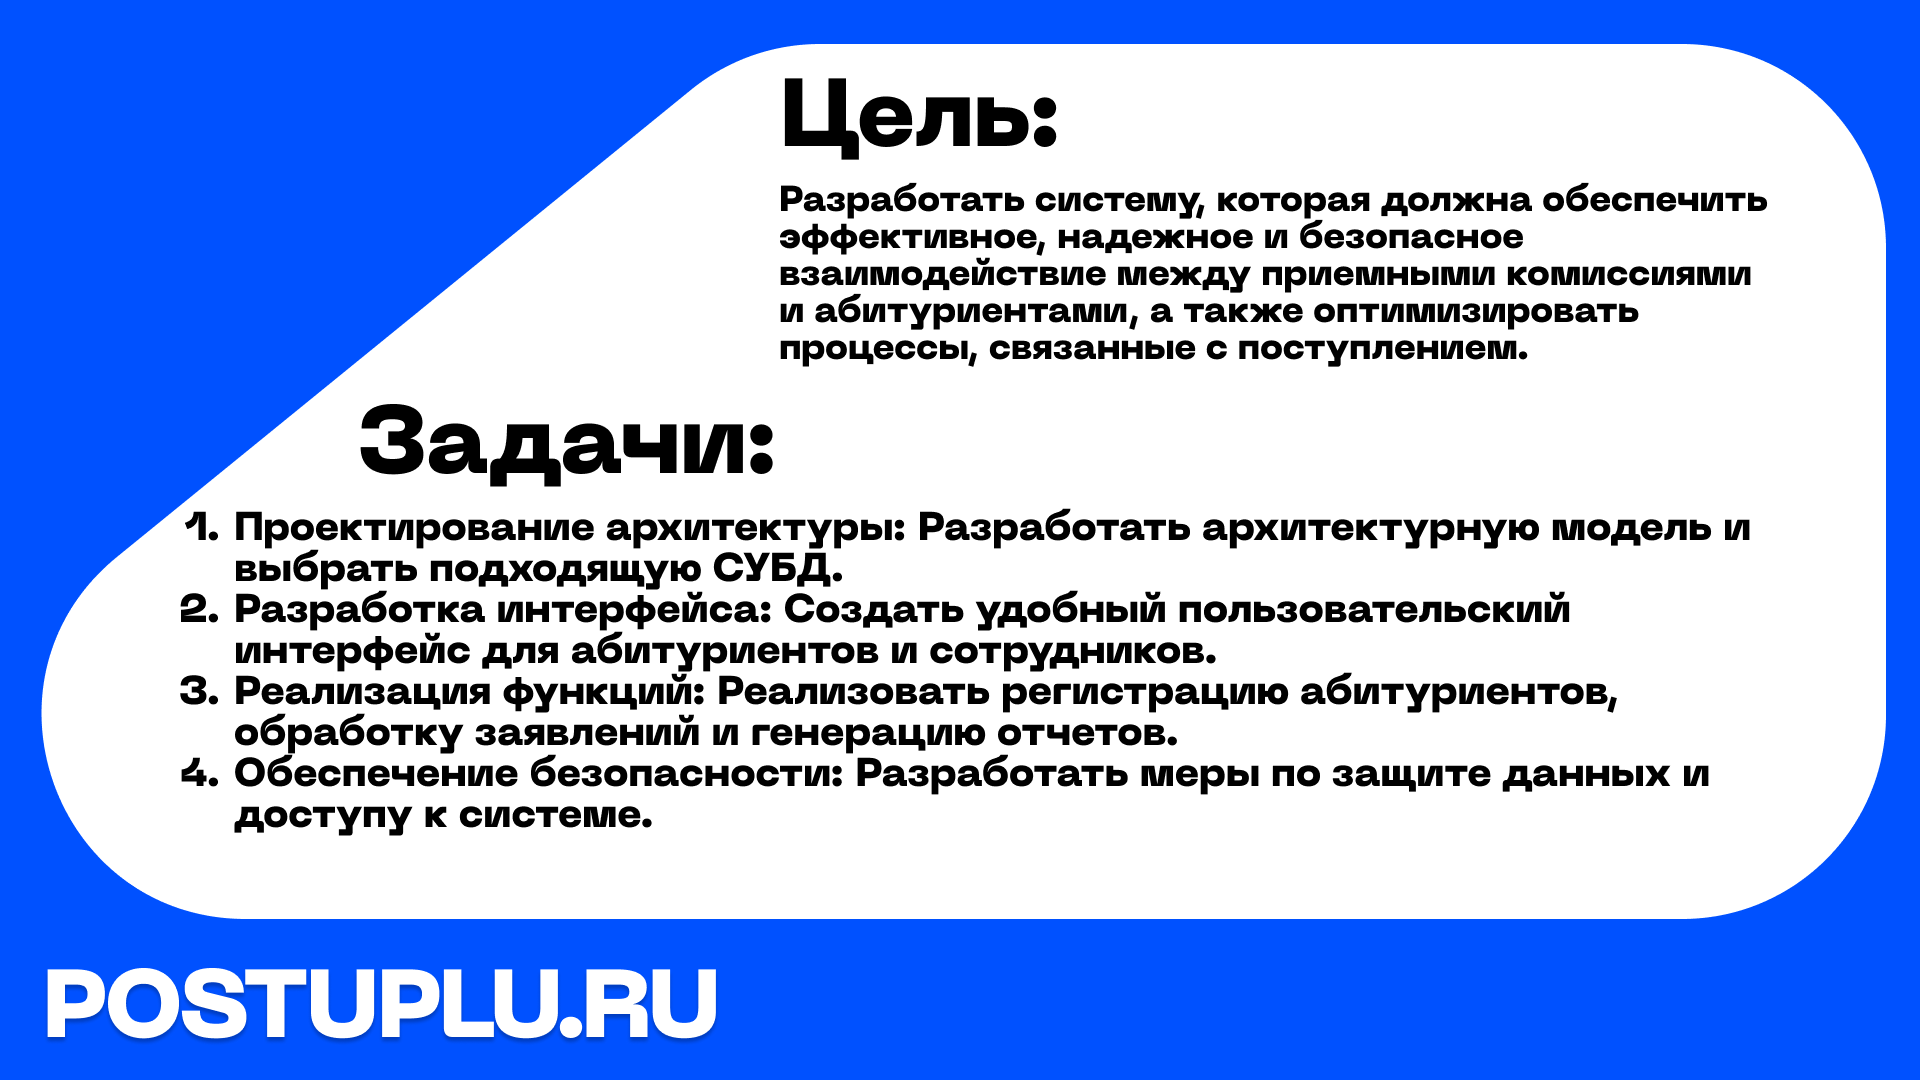 Цель:
Разработать систему, которая должна обеспечить
эффективное, надежное и безопасное
взаимодействие между приемными комиссиями
и абитуриентами, а также оптимизировать
процессы, связанные с поступлением.
Задачи:
1. Проектирование архитектуры: Разработать архитектурную модель и
выбрать подходящую СУБД.
2. Разработка интерфейса: Создать удобный пользовательский
интерфейс для абитуриентов и сотрудников.
3. Реализация функций: Реализовать регистрацию абитуриентов,
обработку заявлений и генерацию отчетов.
4. Обеспечение безопасности: Разработать меры по защите данных и
доступу к системе.
POSTUPLU.RU